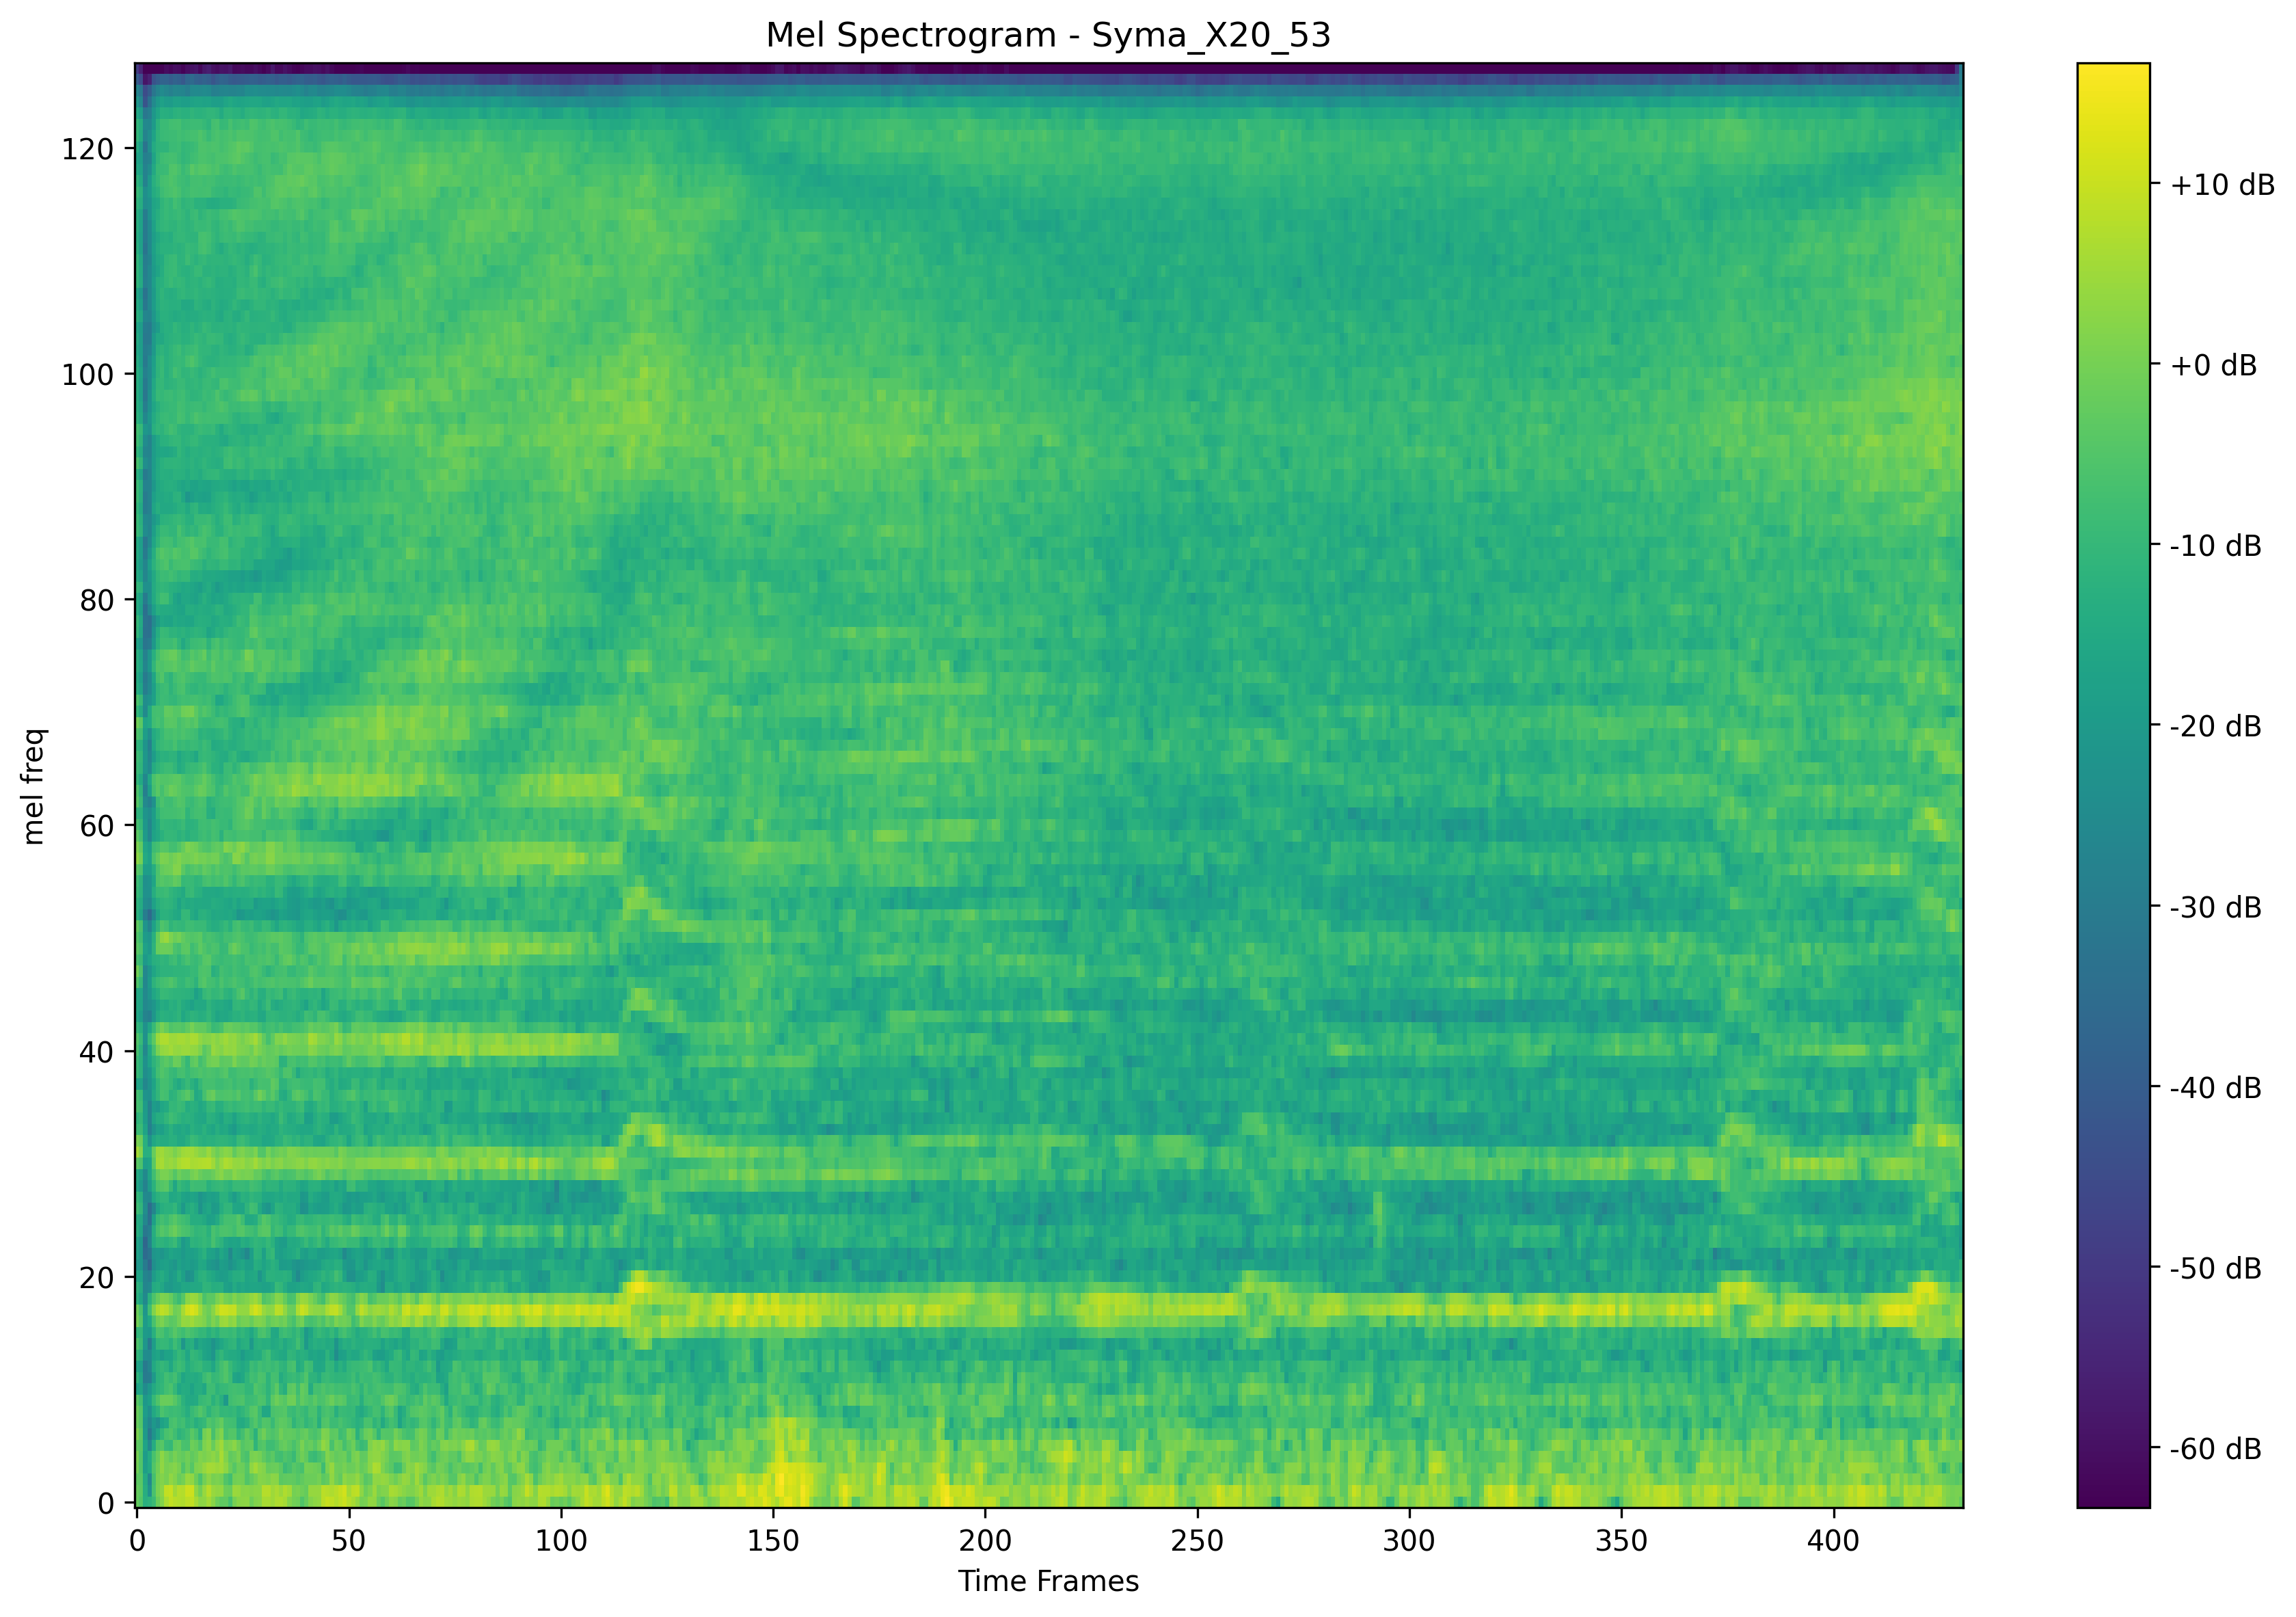 Mel Spectrogram - Syma_X20_53
mel freq
120
100
80
60
40
20
0
0 50 100 150 200 250 300 350 400
Time Frames
+10 dB
+0 dB
-10 dB
-20 dB
-30 dB
-40 dB
-50 dB
-60 dB